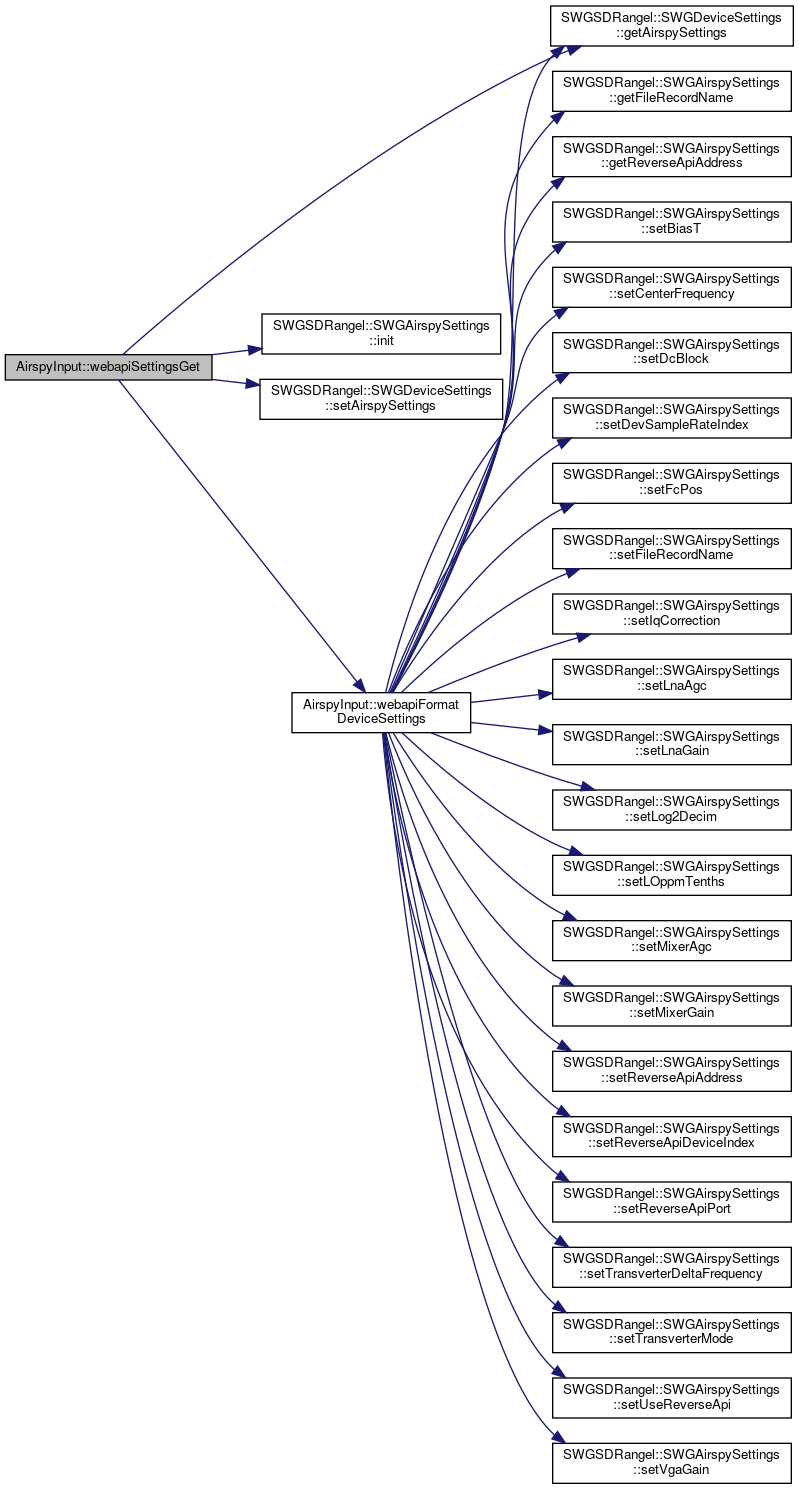 AirspyInput::webapiSettingsGet
SWGSDRangel::SWGAirspySettings
::init
SWGSDRangel::SWGDeviceSettings
::setAirspySettings
AirspyInput::webapiFormat
DeviceSettings
SWGSDRangel::SWGDeviceSettings
::getAirspySettings
SWGSDRangel::SWGAirspySettings
::getFileRecordName
SWGSDRangel::SWGAirspySettings
::getReverseApiAddress
SWGSDRangel::SWGAirspySettings
::setBiasT
SWGSDRangel::SWGAirspySettings
::setCenterFrequency
SWGSDRangel::SWGAirspySettings
::setDcBlock
SWGSDRangel::SWGAirspySettings
::setDevSampleRateIndex
SWGSDRangel::SWGAirspySettings
::setFcPos
SWGSDRangel::SWGAirspySettings
::setFileRecordName
SWGSDRangel::SWGAirspySettings
::setIqCorrection
SWGSDRangel::SWGAirspySettings
::setLnaAgc
SWGSDRangel::SWGAirspySettings
::setLnaGain
SWGSDRangel::SWGAirspySettings
::setLog2Decim
SWGSDRangel::SWGAirspySettings
::setLOppmTenths
SWGSDRangel::SWGAirspySettings
::setMixerAgc
SWGSDRangel::SWGAirspySettings
::setMixerGain
SWGSDRangel::SWGAirspySettings
::setReverseApiAddress
SWGSDRangel::SWGAirspySettings
::setReverseApiDeviceIndex
SWGSDRangel::SWGAirspySettings
::setReverseApiPort
SWGSDRangel::SWGAirspySettings
::setTransverterDeltaFrequency
SWGSDRangel::SWGAirspySettings
::setTransverterMode
SWGSDRangel::SWGAirspySettings
::setUseReverseApi
SWGSDRangel::SWGAirspySettings
::setVgaGain